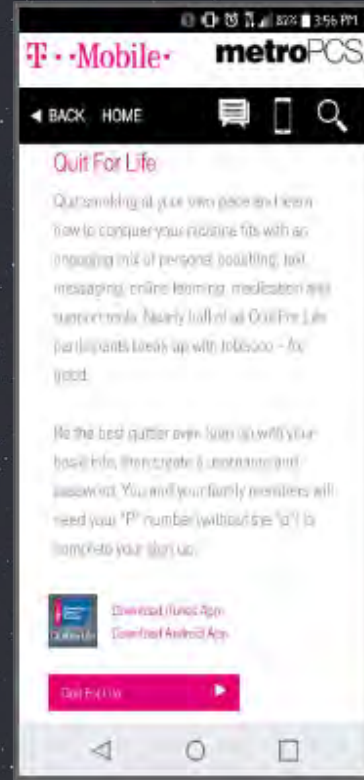 82% 3:56 PM
T··Mobile· metroPCS
BACK HOME
Quit For Life
Quit smoking at your own pace and learn
how to conquer your nicotine fits with an
engaging mix of personal coaching, text
messaging, online learning, medication and
support tools. Nearly half of all Quit For Life
participants break up with tobacco – for
good.
Be the best quitter ever. Sign up with your
basic info, then create a username and
password. You and your family members will
need your "P" number (without the "p") to
complete your sign up.
Download iTunes App
Download Android App
Quit For Life